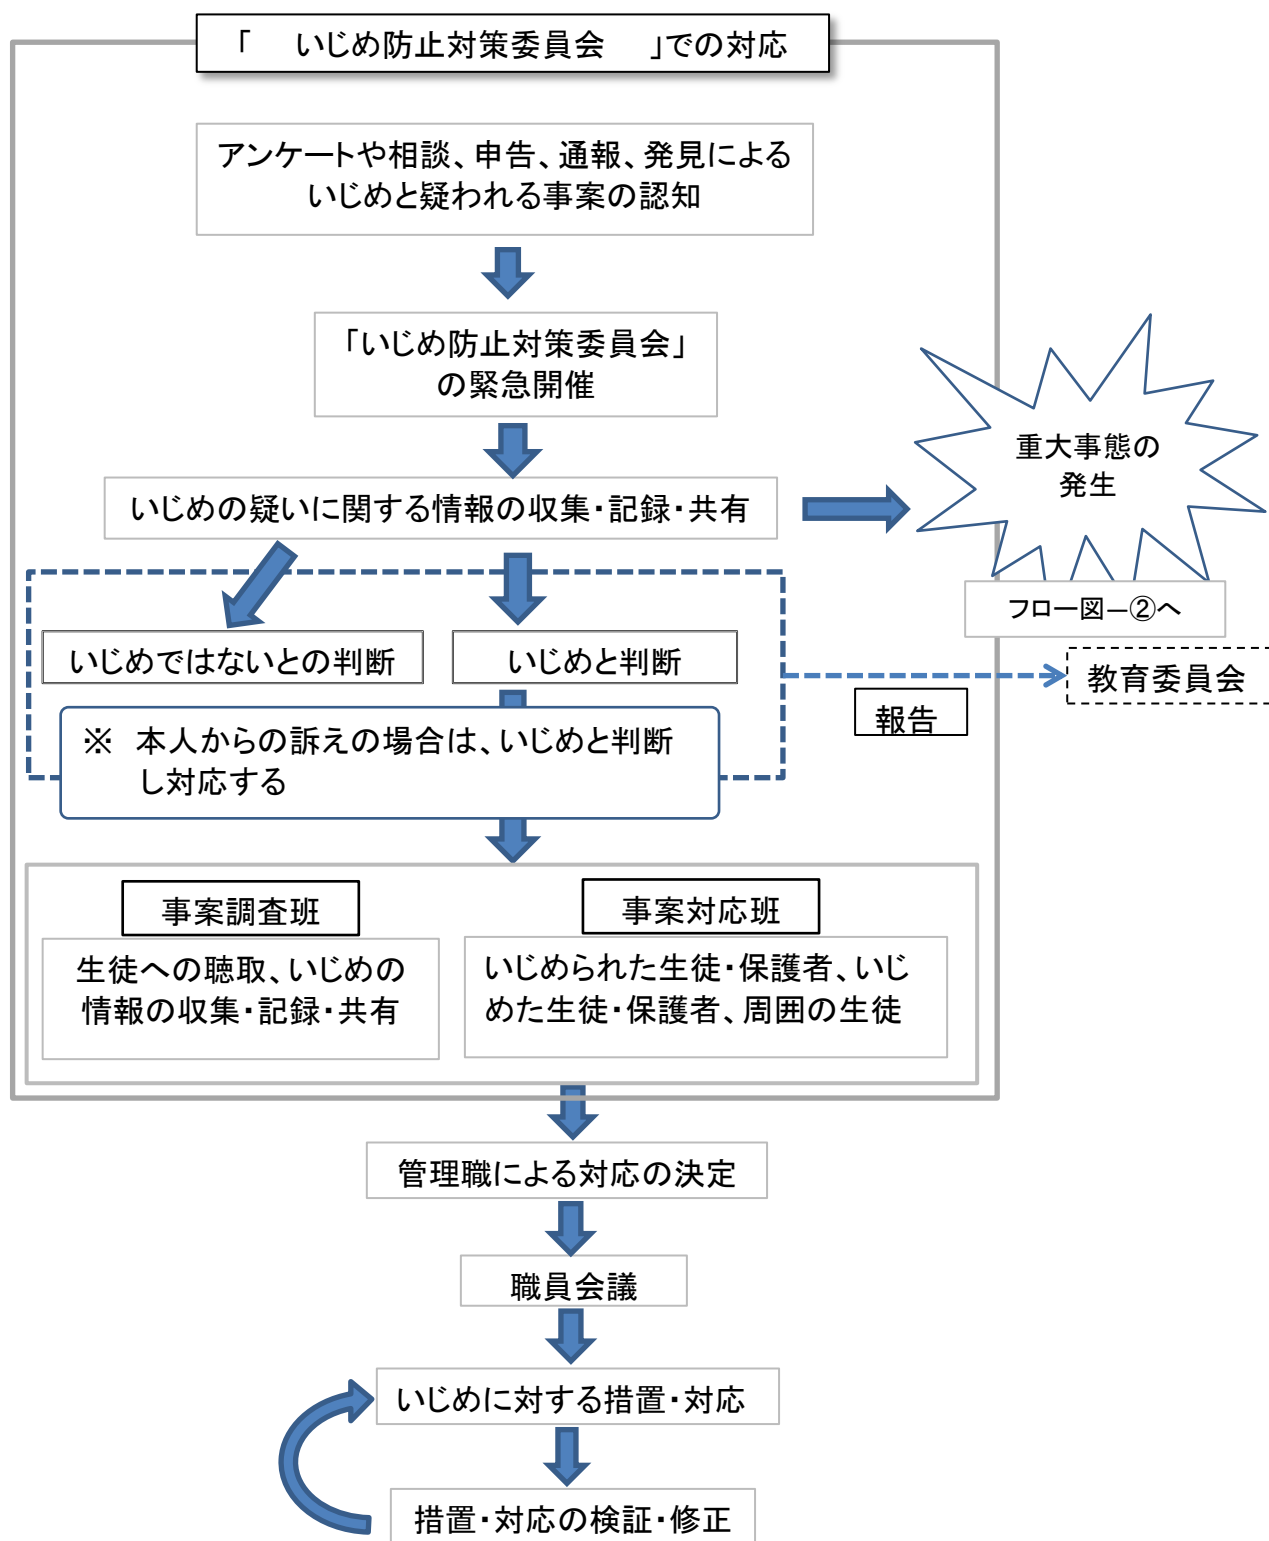 「　いじめ防止対策委員会　」での対応
アンケートや相談、申告、通報、発見による
いじめと疑われる事案の認知
「いじめ防止対策委員会」
の緊急開催
重大事態の
発生
いじめの疑いに関する情報の収集・記録・共有
フロー図―②へ
いじめではないとの判断
いじめと判断
教育委員会
報告
※　本人からの訴えの場合は、いじめと判断
し対応する
事案調査班
生徒への聴取、いじめの
情報の収集・記録・共有
事案対応班
いじめられた生徒・保護者、いじ
めた生徒・保護者、周囲の生徒
管理職による対応の決定
職員会議
いじめに対する措置・対応
措置・対応の検証・修正